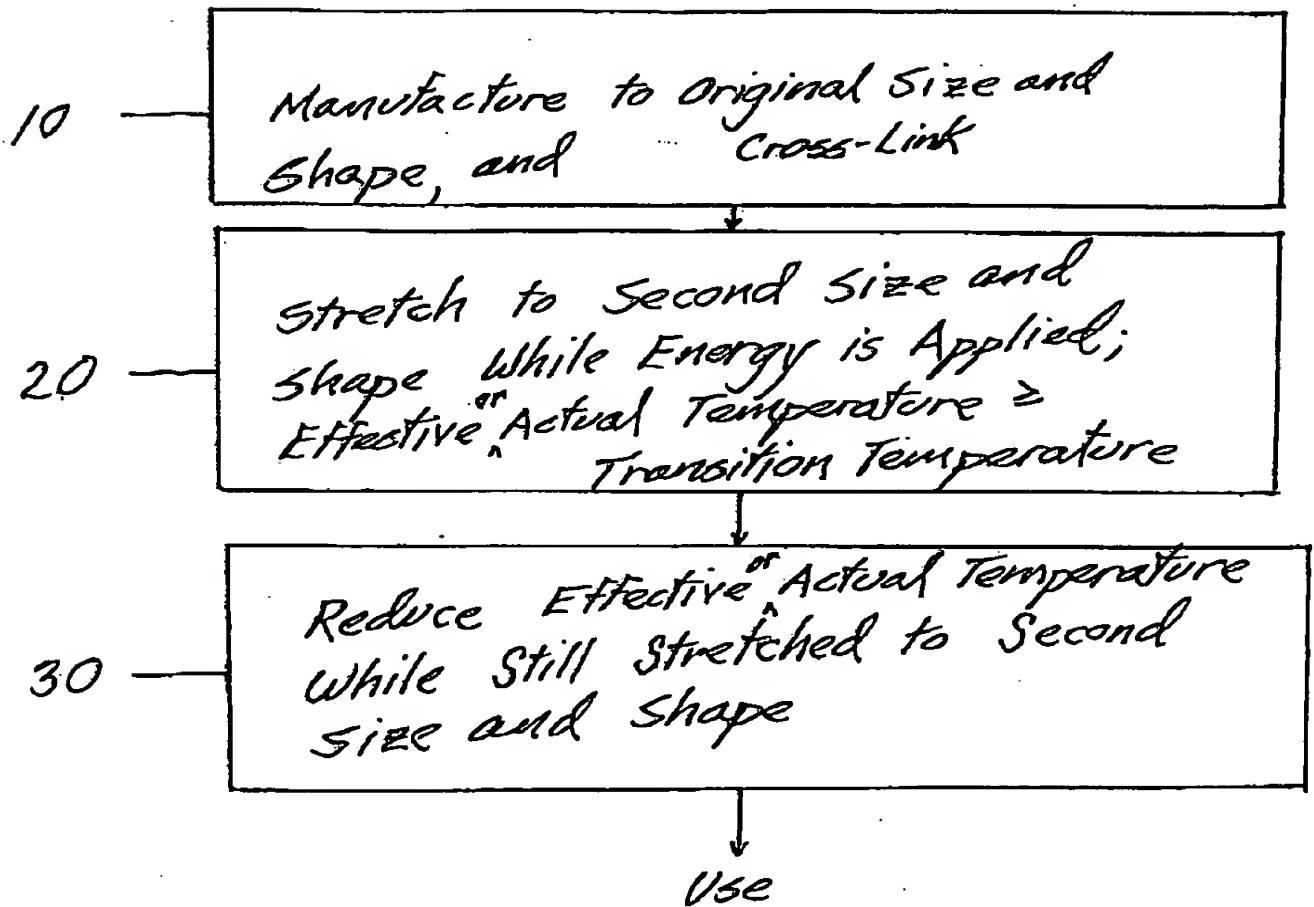 10
Manufacture to Original Size and
Shape, and Cross-Link
20
Stretch to Second Size and
Shape While Energy is Applied;
Effective or Actual Temperature ≥
Transition Temperature
30
Reduce Effective or Actual Temperature
While Still Stretched to Second
Size and Shape
Use